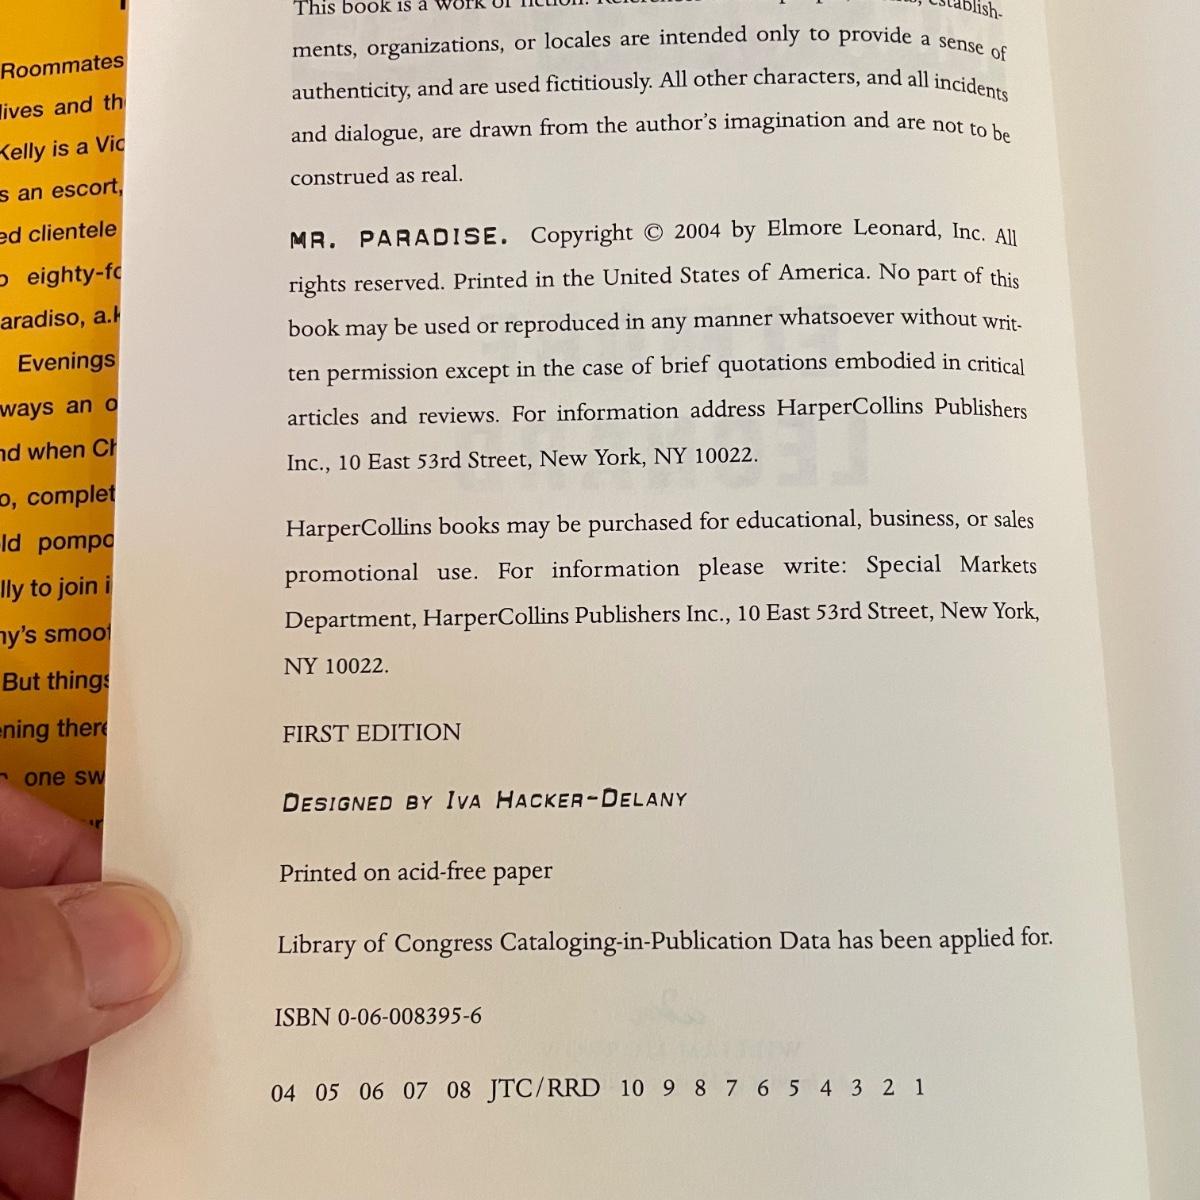 Roommates
lives and
Kelly is a
s an escort,
ed clientele
eighty-
aradiso,
Evenings
ways an
nd when
o, complet
ld pompo
lly to join
ny's
But things
ning there
one sw
This book is a work of fiction.
ments, organizations, or locales are intended only to provide a sense of
authenticity, and are used fictitiously. All other characters, and all incidents
and dialogue, are drawn from the author's imagination and are not to be
construed as real.
MR. PARADISE. Copyright © 2004 by Elmore Leonard, Inc. All
rights reserved. Printed in the United States of America. No part of this
book may be used or reproduced in any manner whatsoever without writ-
ten permission except in the case of brief quotations embodied in critical
articles and reviews. For information address HarperCollins Publishers
Inc., 10 East 53rd Street, New York, NY 10022.
HarperCollins books may be purchased for educational, business, or sales
promotional use. For information please write: Special Markets
Department, HarperCollins Publishers Inc., 10 East 53rd Street, New York,
NY 10022.
FIRST EDITION
DESIGNED BY IVA HACKER-DELANY
Printed on acid-free paper
Library of Congress Cataloging-in-Publication Data has been applied for.
ISBN 0-06-008395-6
04 05 06 07 08 JTC/RRD 10 9 8 7 6 5 4 3 2 1